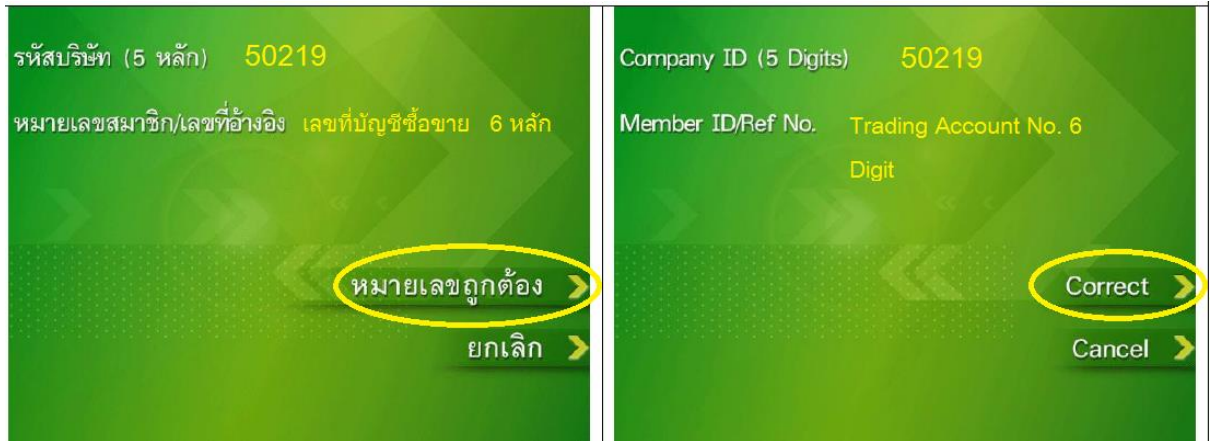 รหัสบริษัท (5 หลัก) 50219
หมายเลขสมาชิก/เลขที่อ้างอิง เลขที่บัญชีซื้อขาย 6 หลัก
หมายเลขถูกต้อง
ยกเลิก
Company ID (5 Digits) 50219
Member ID/Ref No. Trading Account No. 6
Digit
Correct
Cancel